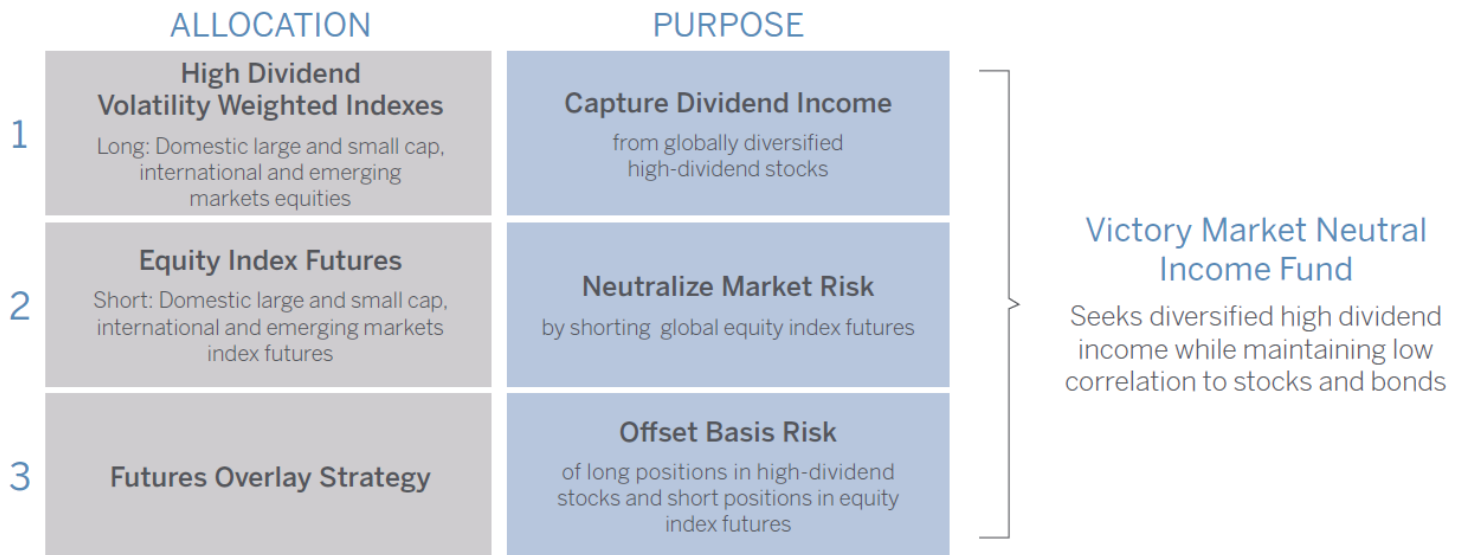 ALLOCATION
PURPOSE
1
High Dividend
Volatility Weighted Indexes
Long: Domestic large and small cap,
international and emerging
markets equities
Capture Dividend Income
from globally diversified
high-dividend stocks
2
Equity Index Futures
Short: Domestic large and small cap,
international and emerging markets
index futures
Neutralize Market Risk
by shorting global equity index futures
3
Futures Overlay Strategy
Offset Basis Risk
of long positions in high-dividend
stocks and short positions in equity
index futures
Victory Market Neutral
Income Fund
Seeks diversified high dividend
income while maintaining low
correlation to stocks and bonds